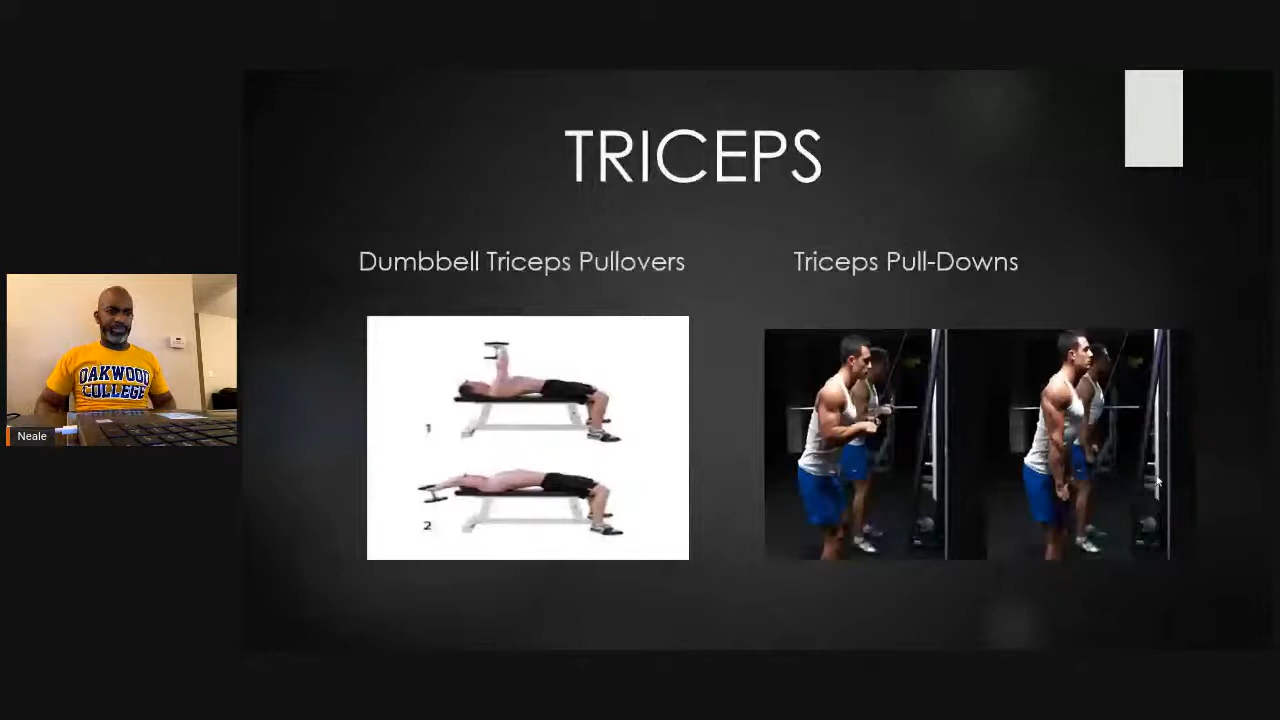 TRICEPS
Dumbbell Triceps Pullovers
Triceps Pull-Downs
1
2
OAKWOOD
COLLEGE
Neale